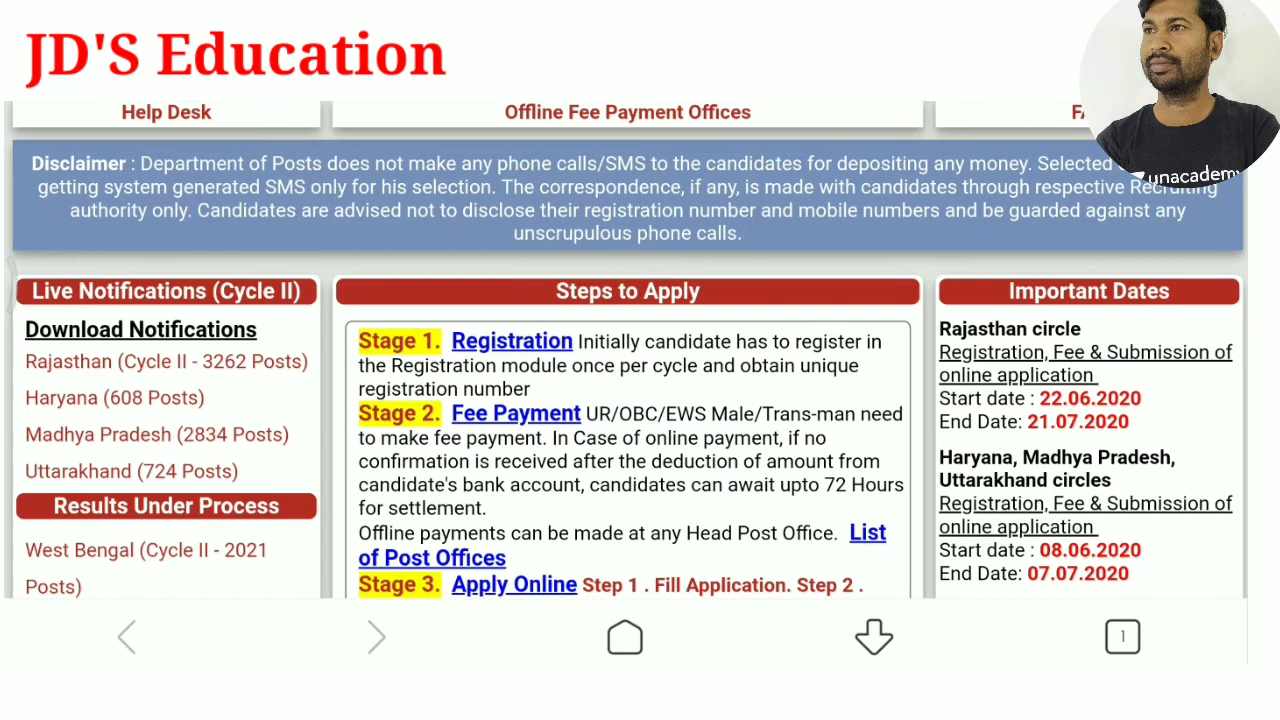 JD'S Education
Help Desk
Offline Fee Payment Offices
Disclaimer : Department of Posts does not make any phone calls/SMS to the candidates for depositing any money. Selected
getting system generated SMS only for his selection. The correspondence, if any, is made with candidates through respective Recruiting
authority only. Candidates are advised not to disclose their registration number and mobile numbers and be guarded against any
unscrupulous phone calls.
unacademy
Live Notifications (Cycle II)
Download Notifications
Rajasthan (Cycle II - 3262 Posts)
Haryana (608 Posts)
Madhya Pradesh (2834 Posts)
Uttarakhand (724 Posts)
Results Under Process
West Bengal (Cycle II - 2021
Posts)
Steps to Apply
Stage 1. Registration Initially candidate has to register in
the Registration module once per cycle and obtain unique
registration number
Stage 2. Fee Payment UR/OBC/EWS Male/Trans-man need
to make fee payment. In Case of online payment, if no
confirmation is received after the deduction of amount from
candidate's bank account, candidates can await upto 72 Hours
for settlement.
Offline payments can be made at any Head Post Office. List
of Post Offices
Stage 3. Apply Online Step 1 . Fill Application. Step 2 .
Important Dates
Rajasthan circle
Registration, Fee & Submission of
online application
Start date : 22.06.2020
End Date: 21.07.2020
Haryana, Madhya Pradesh,
Uttarakhand circles
Registration, Fee & Submission of
online application
Start date : 08.06.2020
End Date: 07.07.2020
1